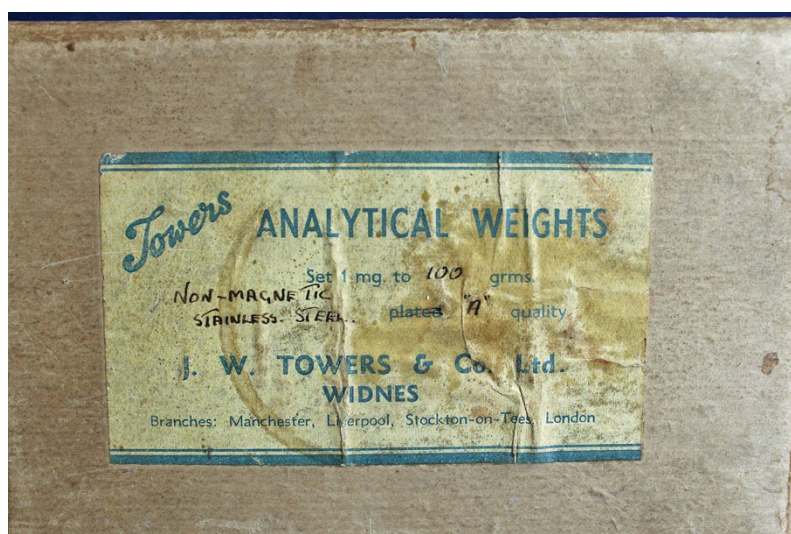 Towers ANALYTICAL WEIGHTS
Set 1 mg. to 100 grms.
NON-MAGNETIC
STAINLESS. STEEL. plated "A" quality
J. W. TOWERS & Co. Ltd.
WIDNES
Branches: Manchester, Liverpool, Stockton-on-Tees, London